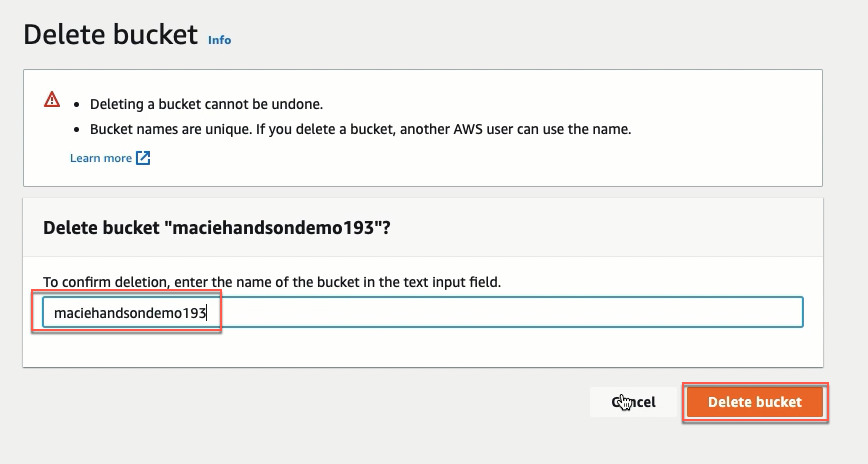 Delete bucket Info
• Deleting a bucket cannot be undone.
• Bucket names are unique. If you delete a bucket, another AWS user can use the name.
Learn more
Delete bucket "maciehandsondemo193"?
To confirm deletion, enter the name of the bucket in the text input field.
maciehandsondemo193
Cancel Delete bucket